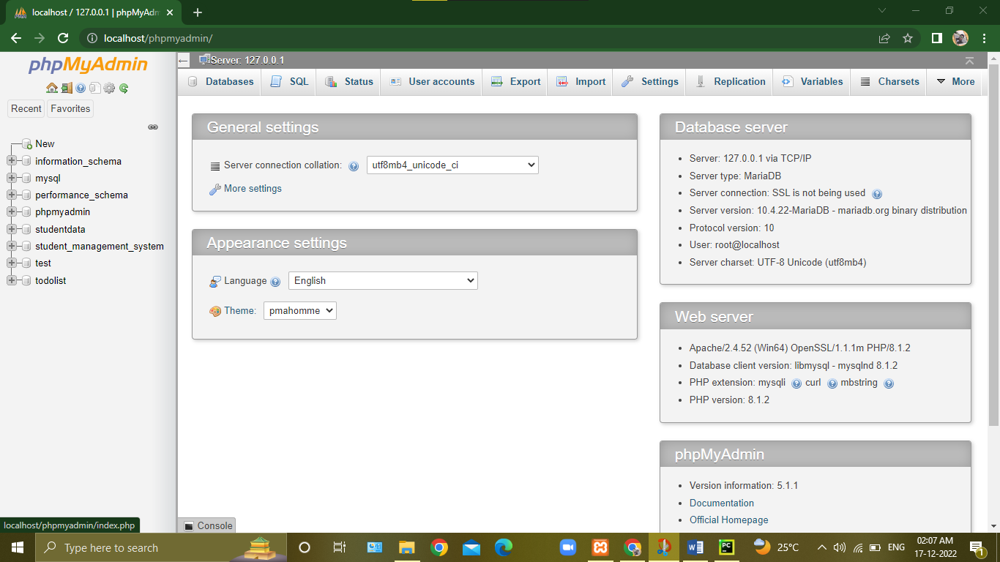 localhost / 127.0.0.1 | phpMyAdm
localhost/phpmyadmin/
phpMyAdmin
Recent Favorites
New
information_schema
mysql
performance_schema
phpmyadmin
studentdata
student_management_system
test
todolist
localhost/phpmyadmin/index.php
Server: 127.0.0.1
Databases SQL Status User accounts Export Import Settings Replication Variables Charsets More
General settings
Server connection collation: utf8mb4_unicode_ci
More settings
Appearance settings
Language English
Theme: pmahomme
Database server
Server: 127.0.0.1 via TCP/IP
Server type: MariaDB
Server connection: SSL is not being used
Server version: 10.4.22-MariaDB - mariadb.org binary distribution
Protocol version: 10
User: root@localhost
Server charset: UTF-8 Unicode (utf8mb4)
Web server
Apache/2.4.52 (Win64) OpenSSL/1.1.1m PHP/8.1.2
Database client version: libmysql - mysqlnd 8.1.2
PHP extension: mysqli curl mbstring
PHP version: 8.1.2
phpMyAdmin
Version information: 5.1.1
Documentation
Official Homepage
Console
Type here to search
25°C
ENG
02:07 AM
17-12-2022
1